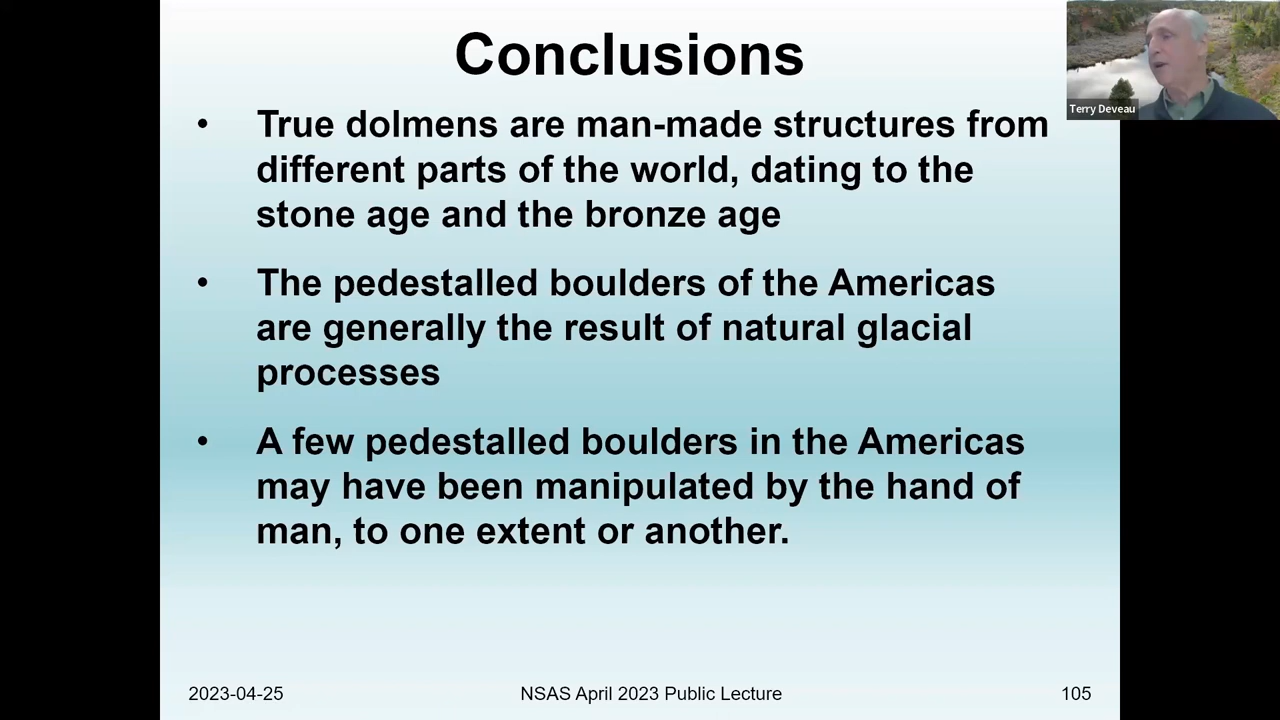 Conclusions
Terry Deveau
• True dolmens are man-made structures from
different parts of the world, dating to the
stone age and the bronze age
• The pedestalled boulders of the Americas
are generally the result of natural glacial
processes
• A few pedestalled boulders in the Americas
may have been manipulated by the hand of
man, to one extent or another.
2023-04-25 NSAS April 2023 Public Lecture 105